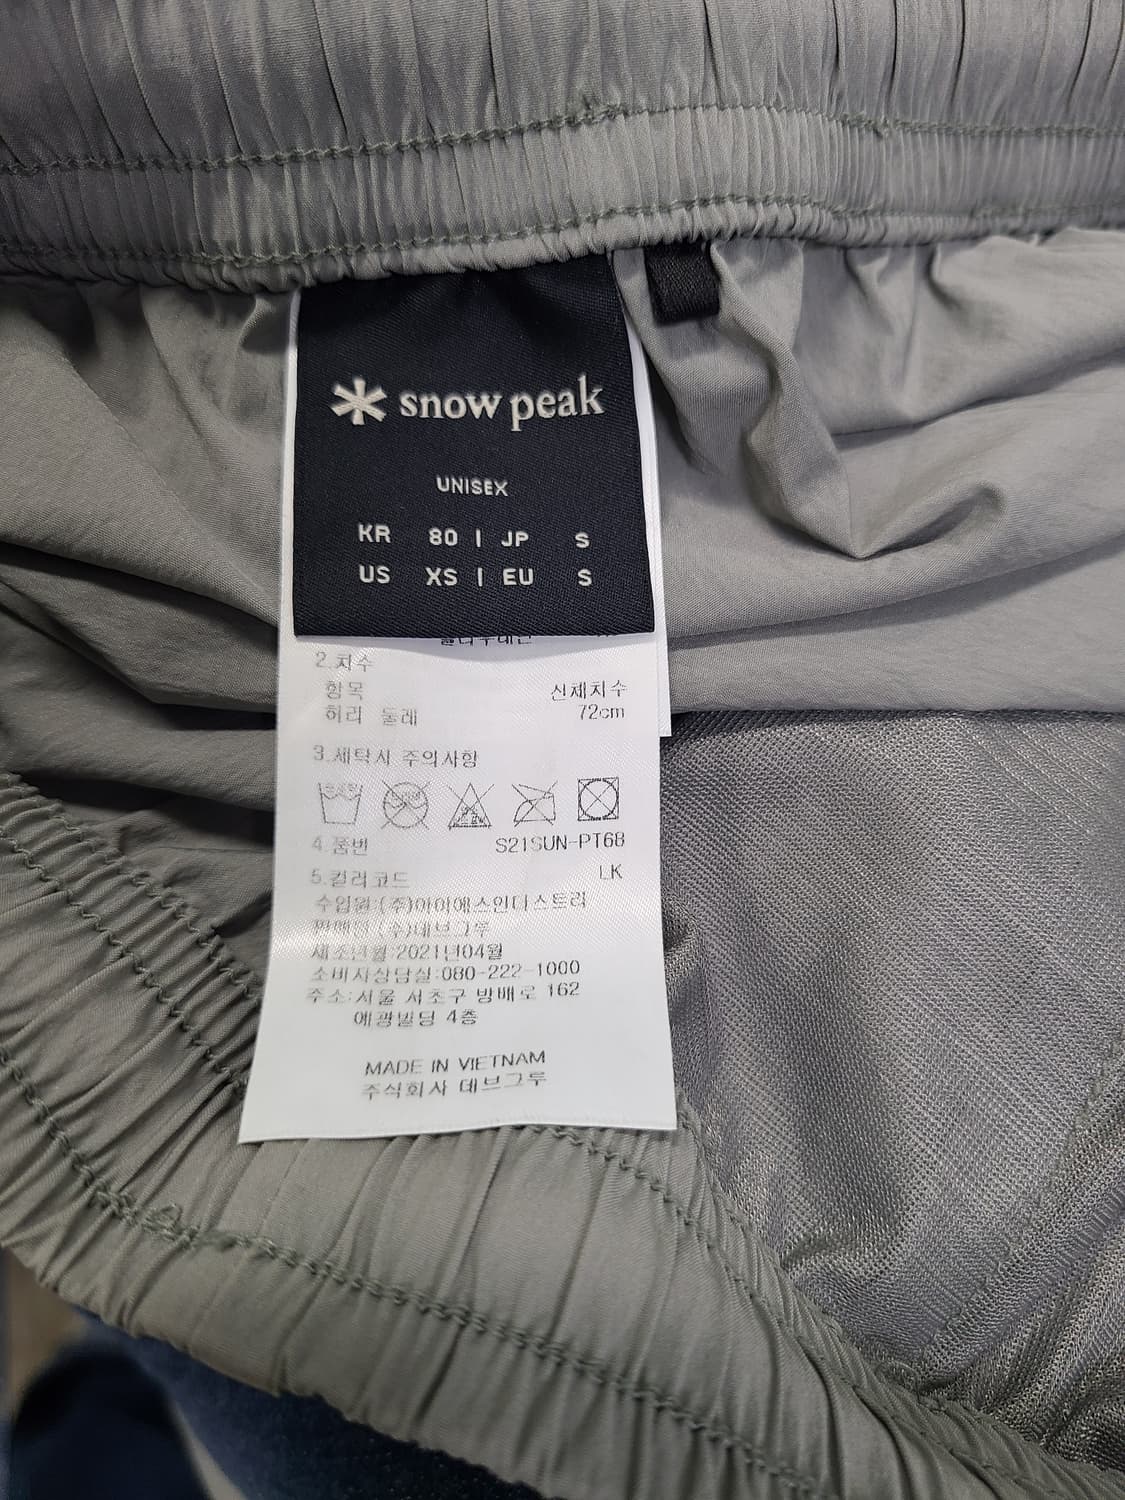 snow peak
UNISEX
KR 80 | JP S
US XS | EU S
2.치수
항목 신체치수
허리 둘레 72cm
3.세탁시 주의사항
4.품번 S21SUN-PT68
5.컬러코드 LK
수입원:(주)아이에스인더스트리
판매원:(주)데브그루
제조년월:2021년04월
소비자상담실:080-222-1000
주소:서울 서초구 방배로 162
애광빌딩 4층
MADE IN VIETNAM
주식회사 데브그루